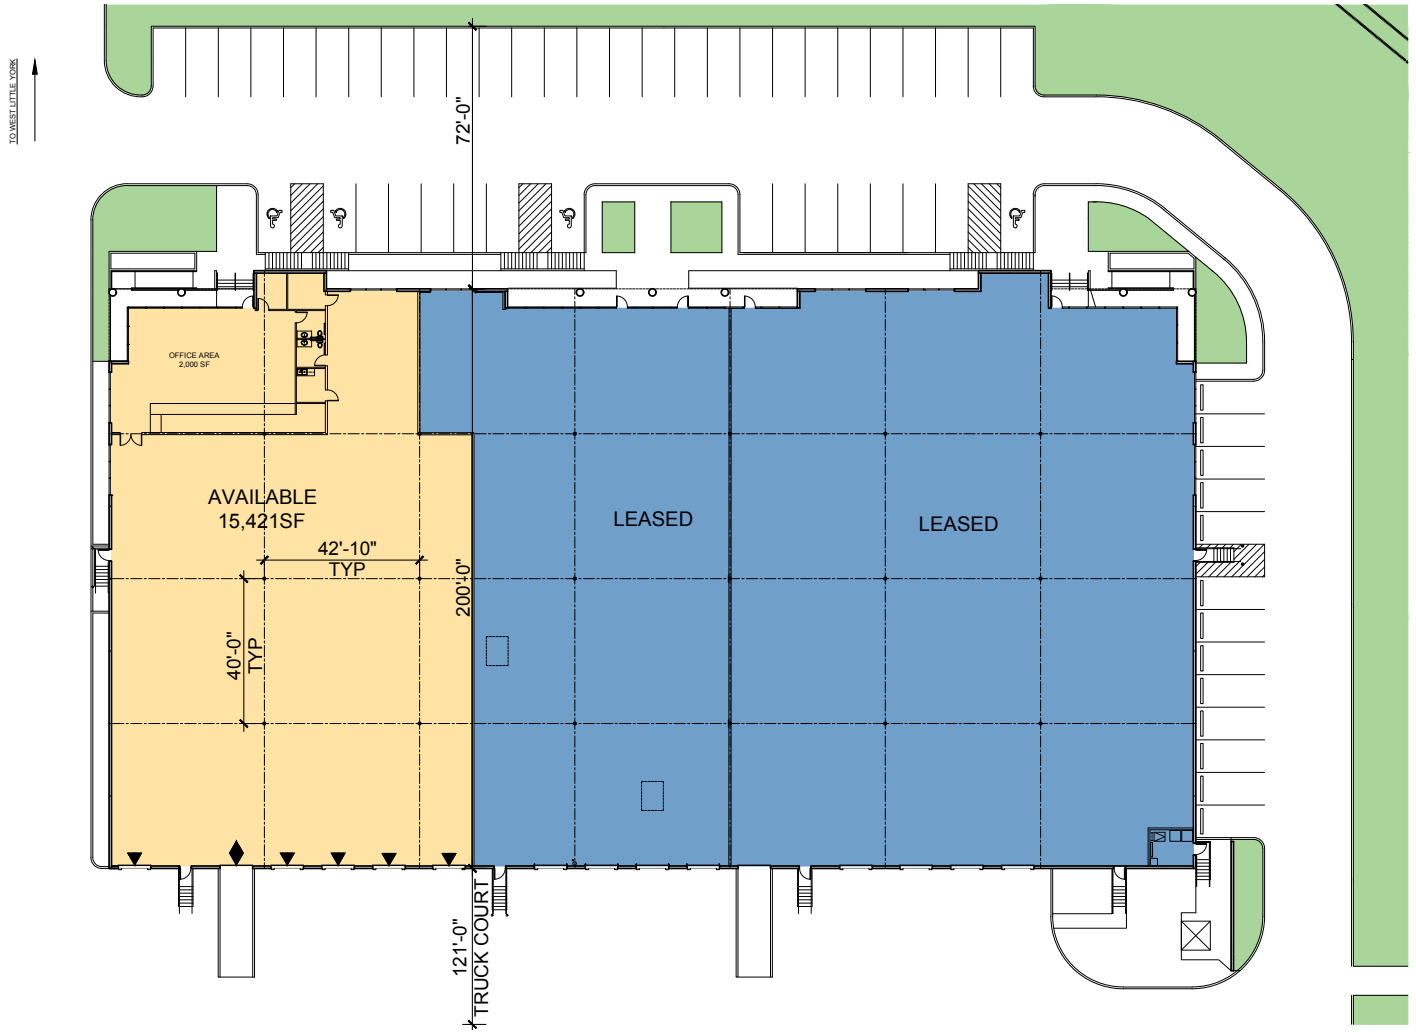 TO WEST LITTLE YORK
72'-0"
OFFICE AREA
2,000 SF
AVAILABLE
15,421SF
LEASED
LEASED
42'-10"
TYP
200'-0"
40'-0"
TYP
121'-0"
TRUCK COURT